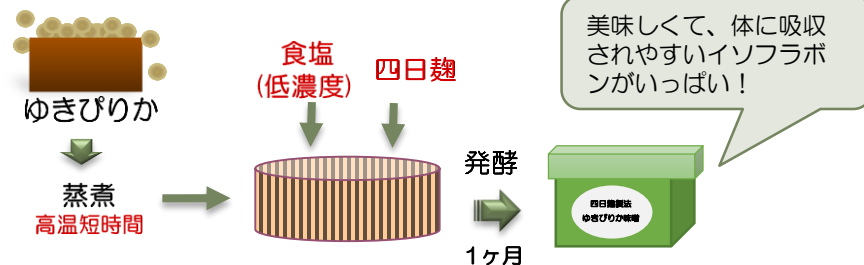 ゆきぴりか
蒸煮
高温短時間
食塩
(低濃度)
四日麹
発酵
1ヶ月
四日麹製法
ゆきぴりか味噌
美味しくて、体に吸収
されやすいイソフラボ
ンがいっぱい！